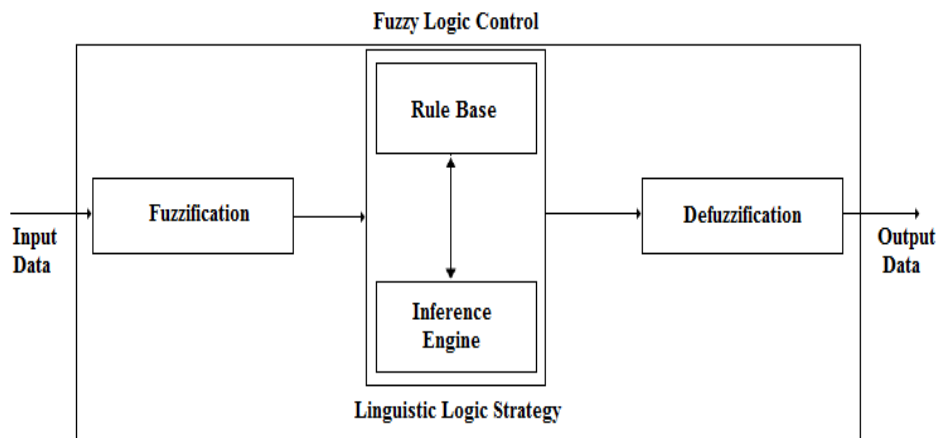 Fuzzy Logic Control
Rule Base
Fuzzification
Defuzzification
Input
Data
Output
Data
Inference
Engine
Linguistic Logic Strategy